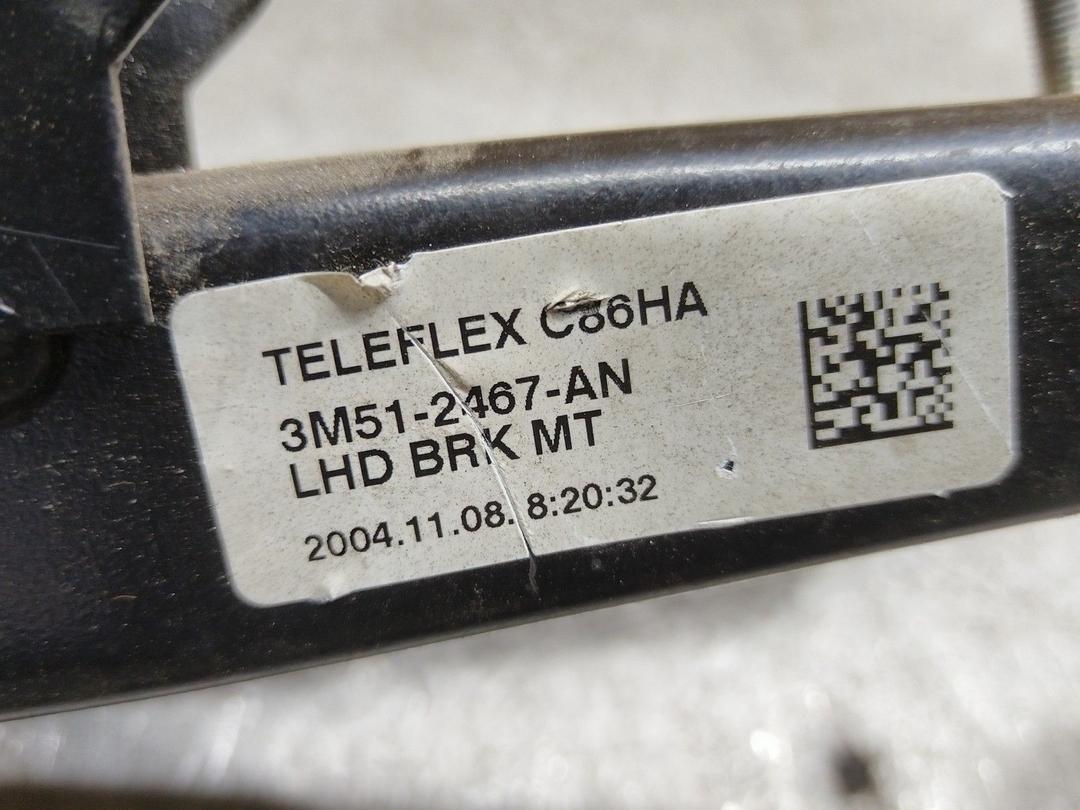 TELEFLEX C86HA
3M51-2467-AN
LHD BRK MT
2004.11.08. 8:20:32